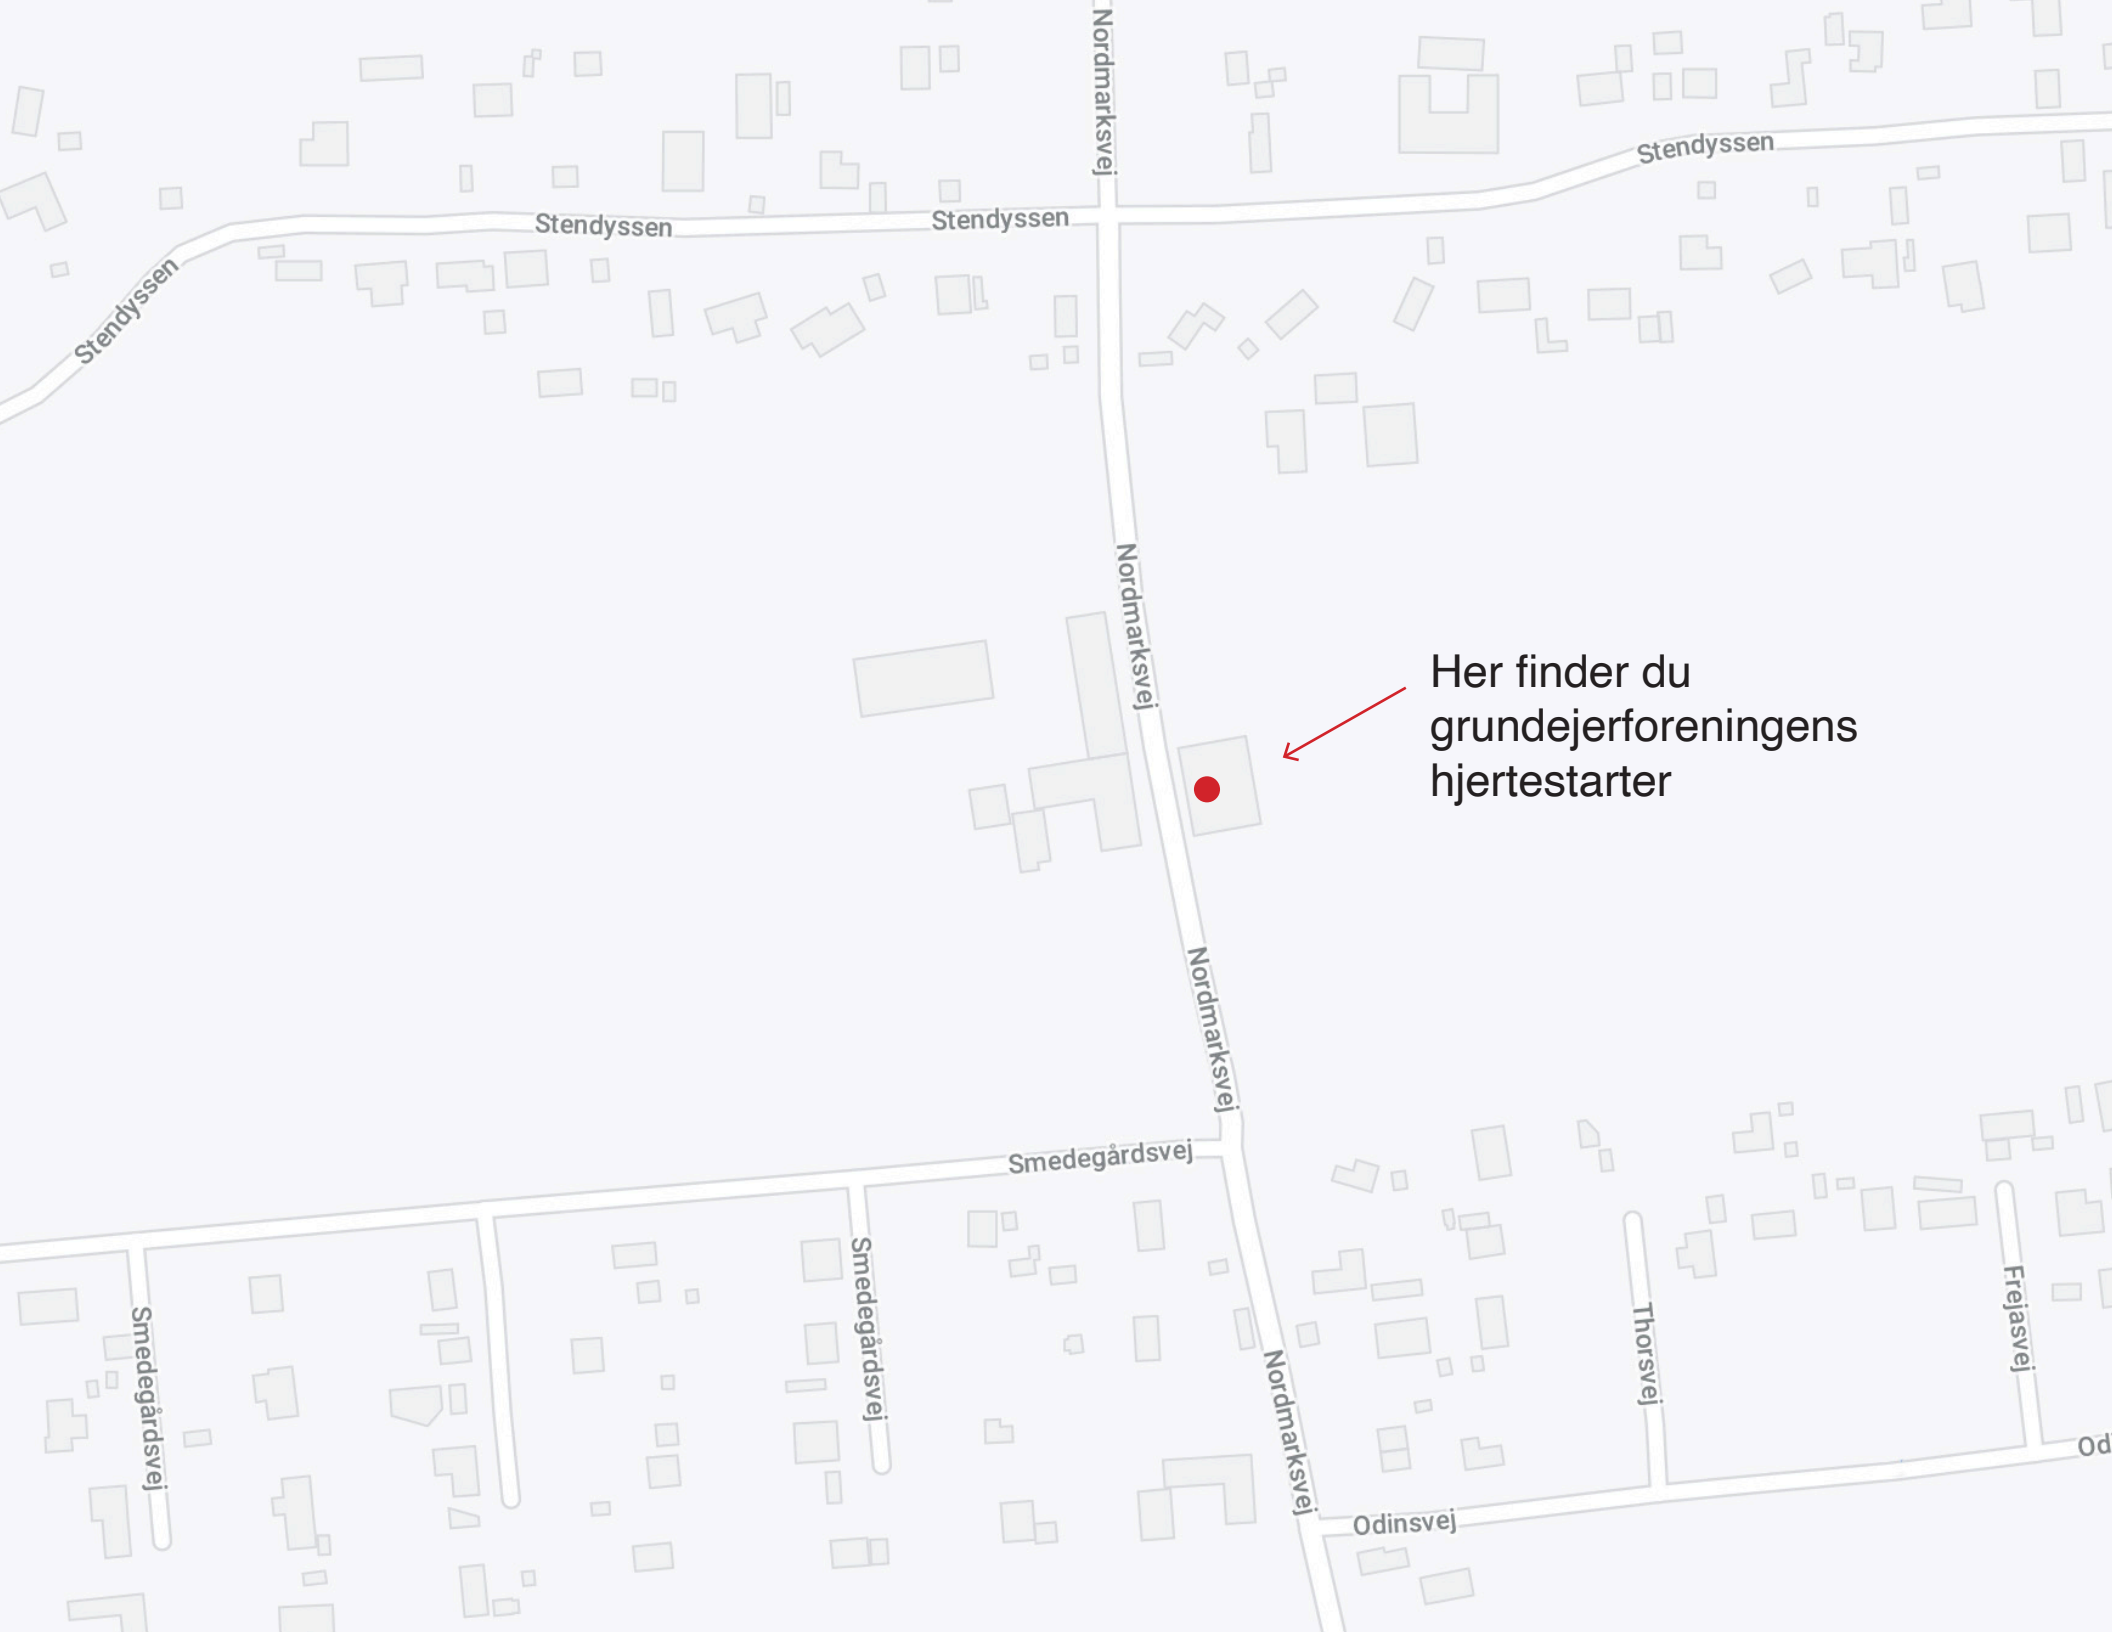 Nordmarksvej
Stendyssen
Stendyssen
Stendyssen
Stendyssen
Nordmarksvej
Her finder du
grundejerforeningens
hjertestarter
Nordmarksvej
Smedegårdsvej
Smedegårdsvej
Smedegårdsvej
Nordmarksvej
Thorsvej
Frejasvej
Odinsvej
Od